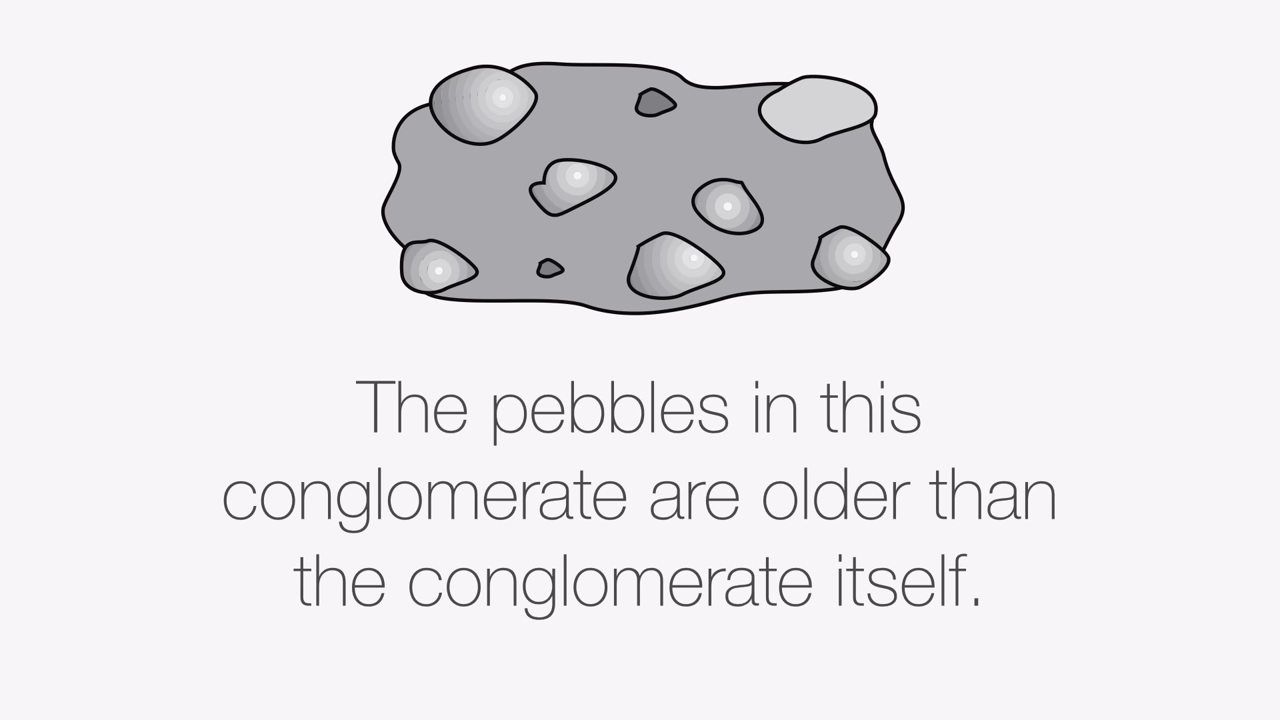 The pebbles in this
conglomerate are older than
the conglomerate itself.